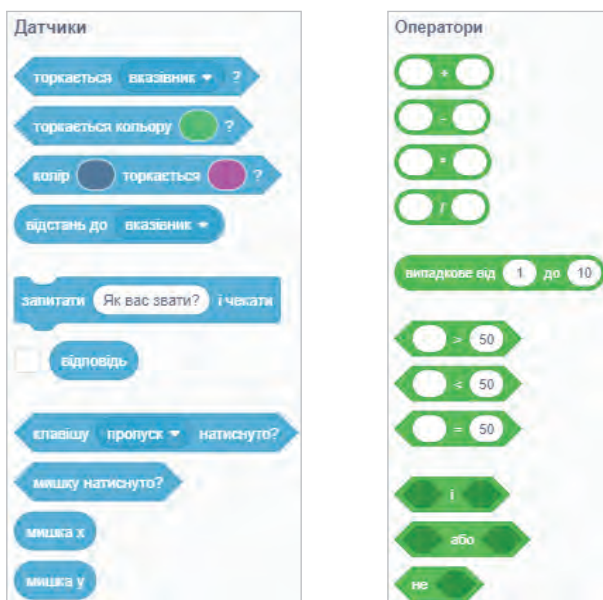 Датчики
торкається вказівник ?
торкається кольору ?
колір торкається ?
відстань до вказівник
запитати Як вас звати? і чекати
відповідь
клавішу пропуск натиснуто?
мишку натиснуто?
мишка x
мишка y
Оператори
+
-
*
/
випадкове від 1 до 10
> 50
< 50
= 50
і
або
не